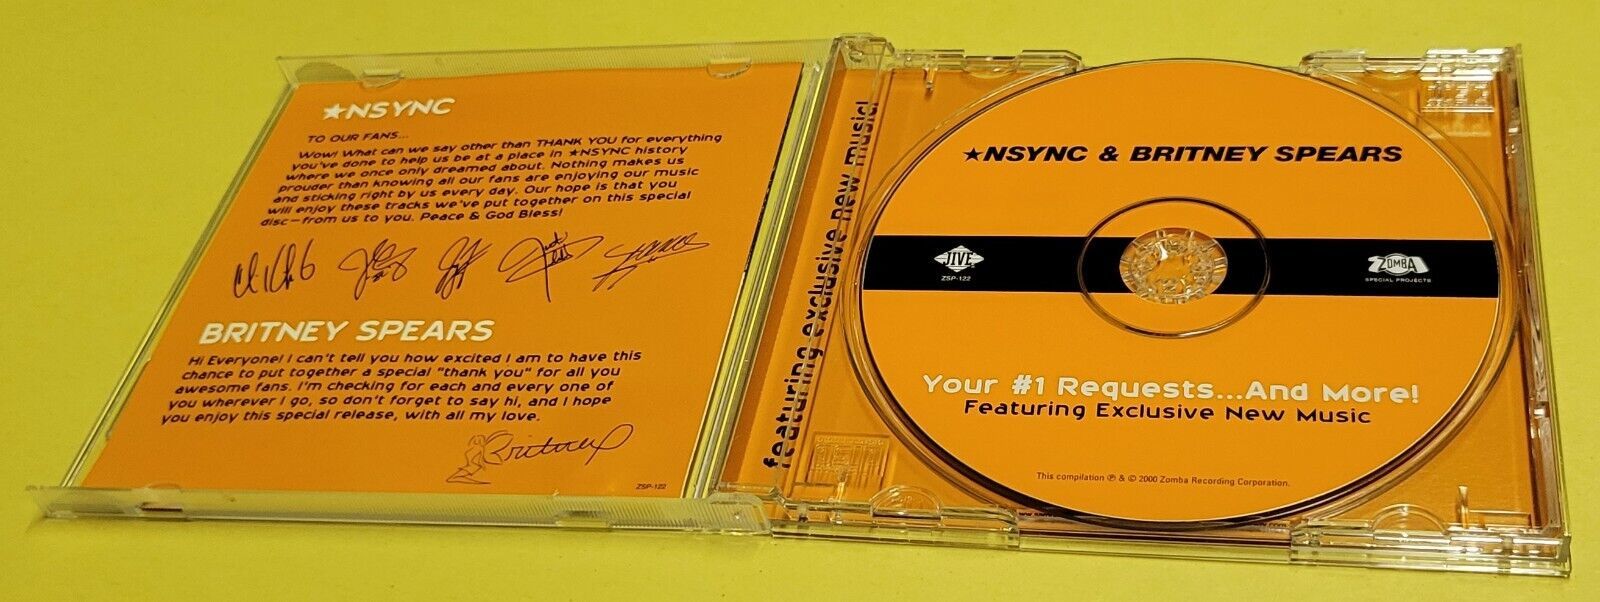 ★NSYNC
TO OUR FANS...
Wow! What can we say other than THANK YOU for everything
you've done to help us be at a place in ★NSYNC history
where we once only dreamed about. Nothing makes us
prouder than knowing all our fans are enjoying our music
and sticking right by us every day. Our hope is that you
will enjoy these tracks we've put together on this special
disc—from us to you. Peace & God Bless!
BRITNEY SPEARS
Hi Everyone! I can't tell you how excited I am to have this
chance to put together a special "thank you" for all you
awesome fans. I'm checking for each and every one of
you wherever I go, so don't forget to say hi, and I hope
you enjoy this special release, with all my love.
Britney
ZSP-122
featuring exclusive new music!
★NSYNC & BRITNEY SPEARS
JIVE
ZSP-122
ZOMBA
SPECIAL PROJECTS
Your #1 Requests...And More!
Featuring Exclusive New Music
This compilation ℗ & © 2000 Zomba Recording Corporation.